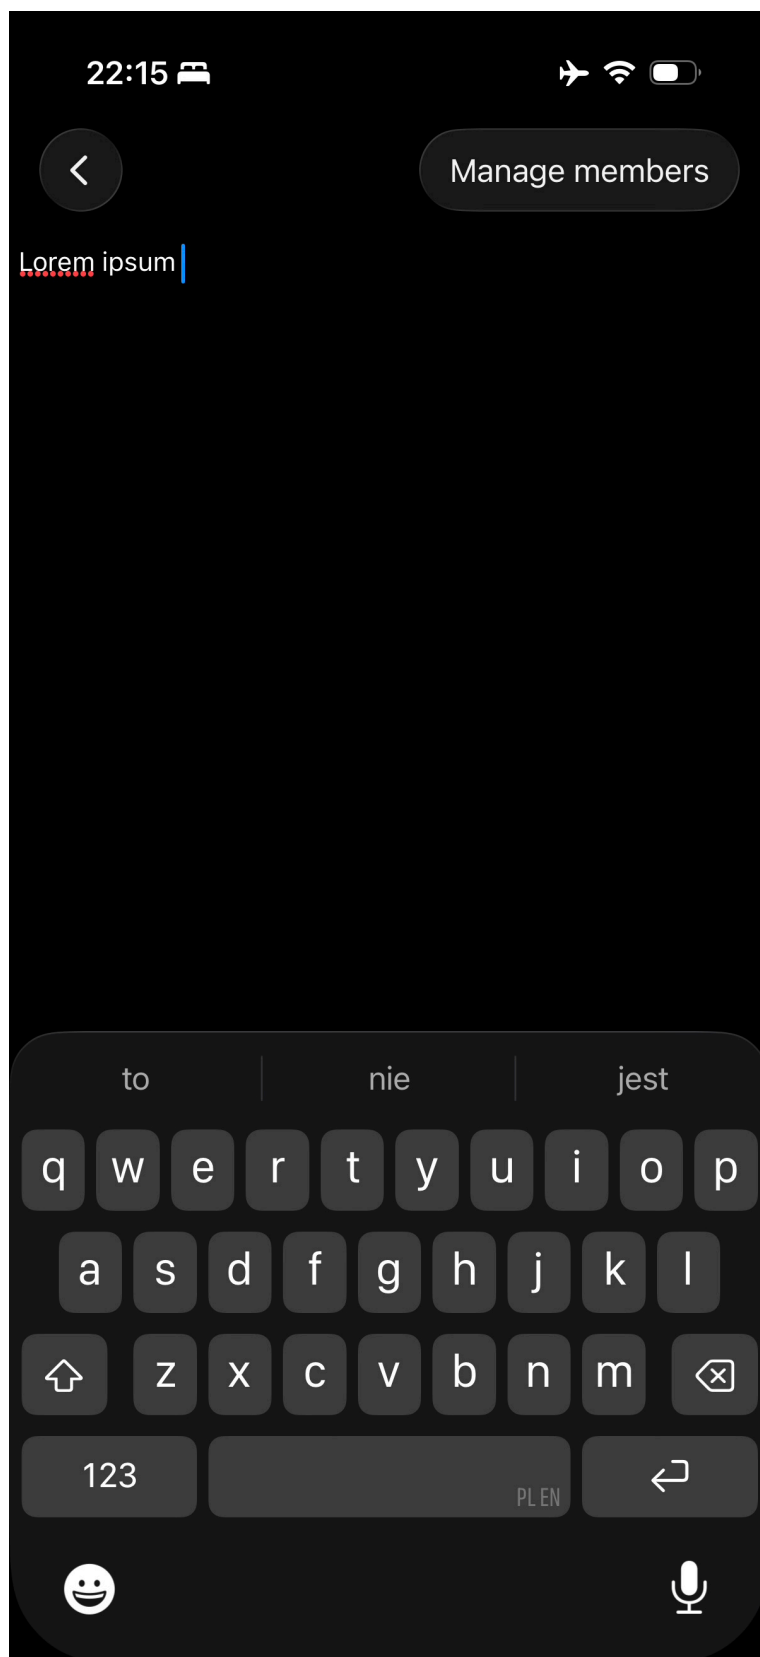 22:15
Manage members
Lorem ipsum
to nie jest
q w e r t y u i o p
a s d f g h j k l
z x c v b n m
123
PL EN